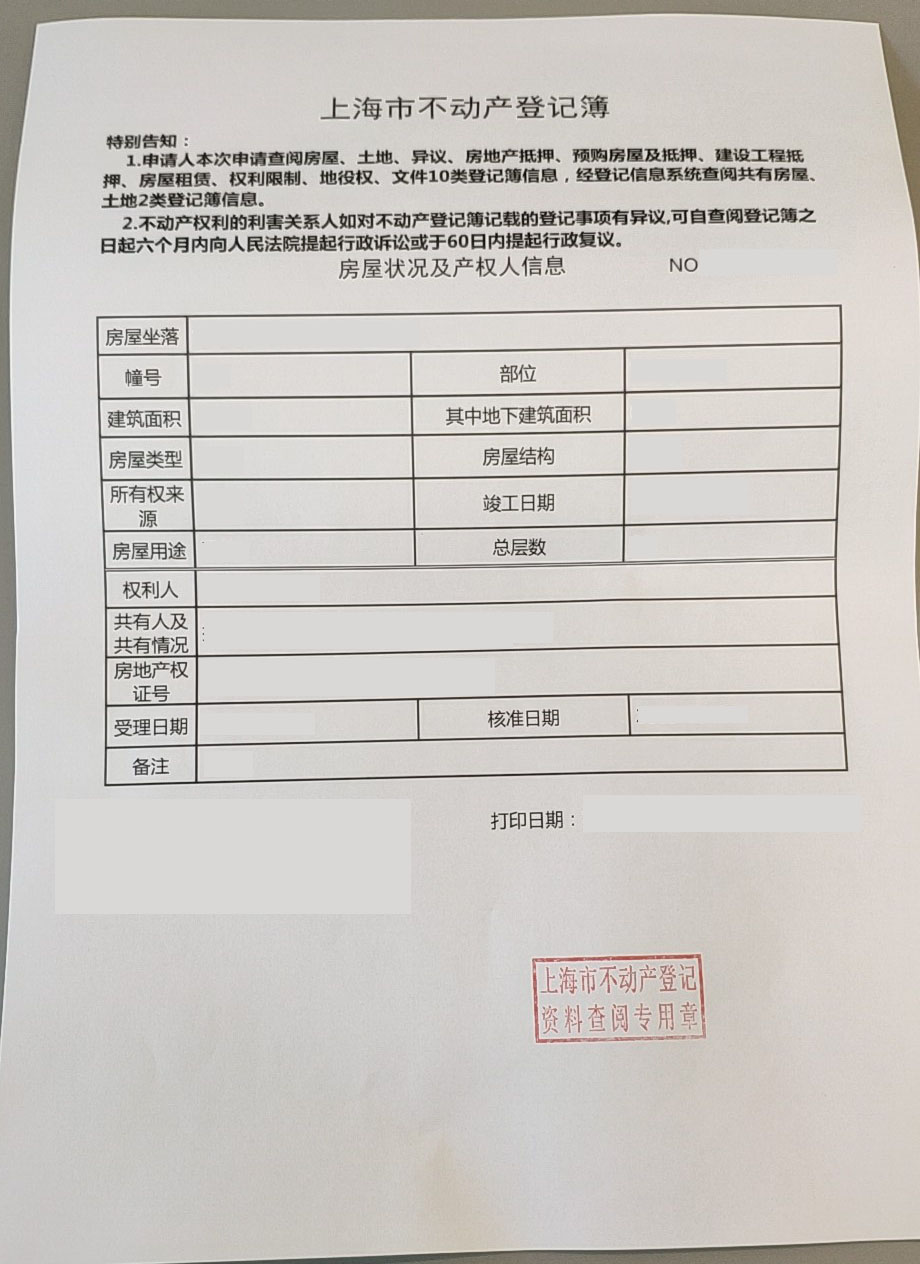 上海市不动产登记簿
特别告知：
1.申请人本次申请查阅房屋、土地、异议、房地产抵押、预购房屋及抵押、建设工程抵
押、房屋租赁、权利限制、地役权、文件10类登记簿信息，经登记信息系统查阅共有房屋、
土地2类登记簿信息。
2.不动产权利的利害关系人如对不动产登记簿记载的登记事项有异议,可自查阅登记簿之
日起六个月内向人民法院提起行政诉讼或于60日内提起行政复议。
房屋状况及产权人信息 NO
房屋坐落
幢号 部位
建筑面积 其中地下建筑面积
房屋类型 房屋结构
所有权来
源 竣工日期
房屋用途 总层数
权利人
共有人及
共有情况
房地产权
证号
受理日期 核准日期
备注
打印日期：
上海市不动产登记
资料查阅专用章